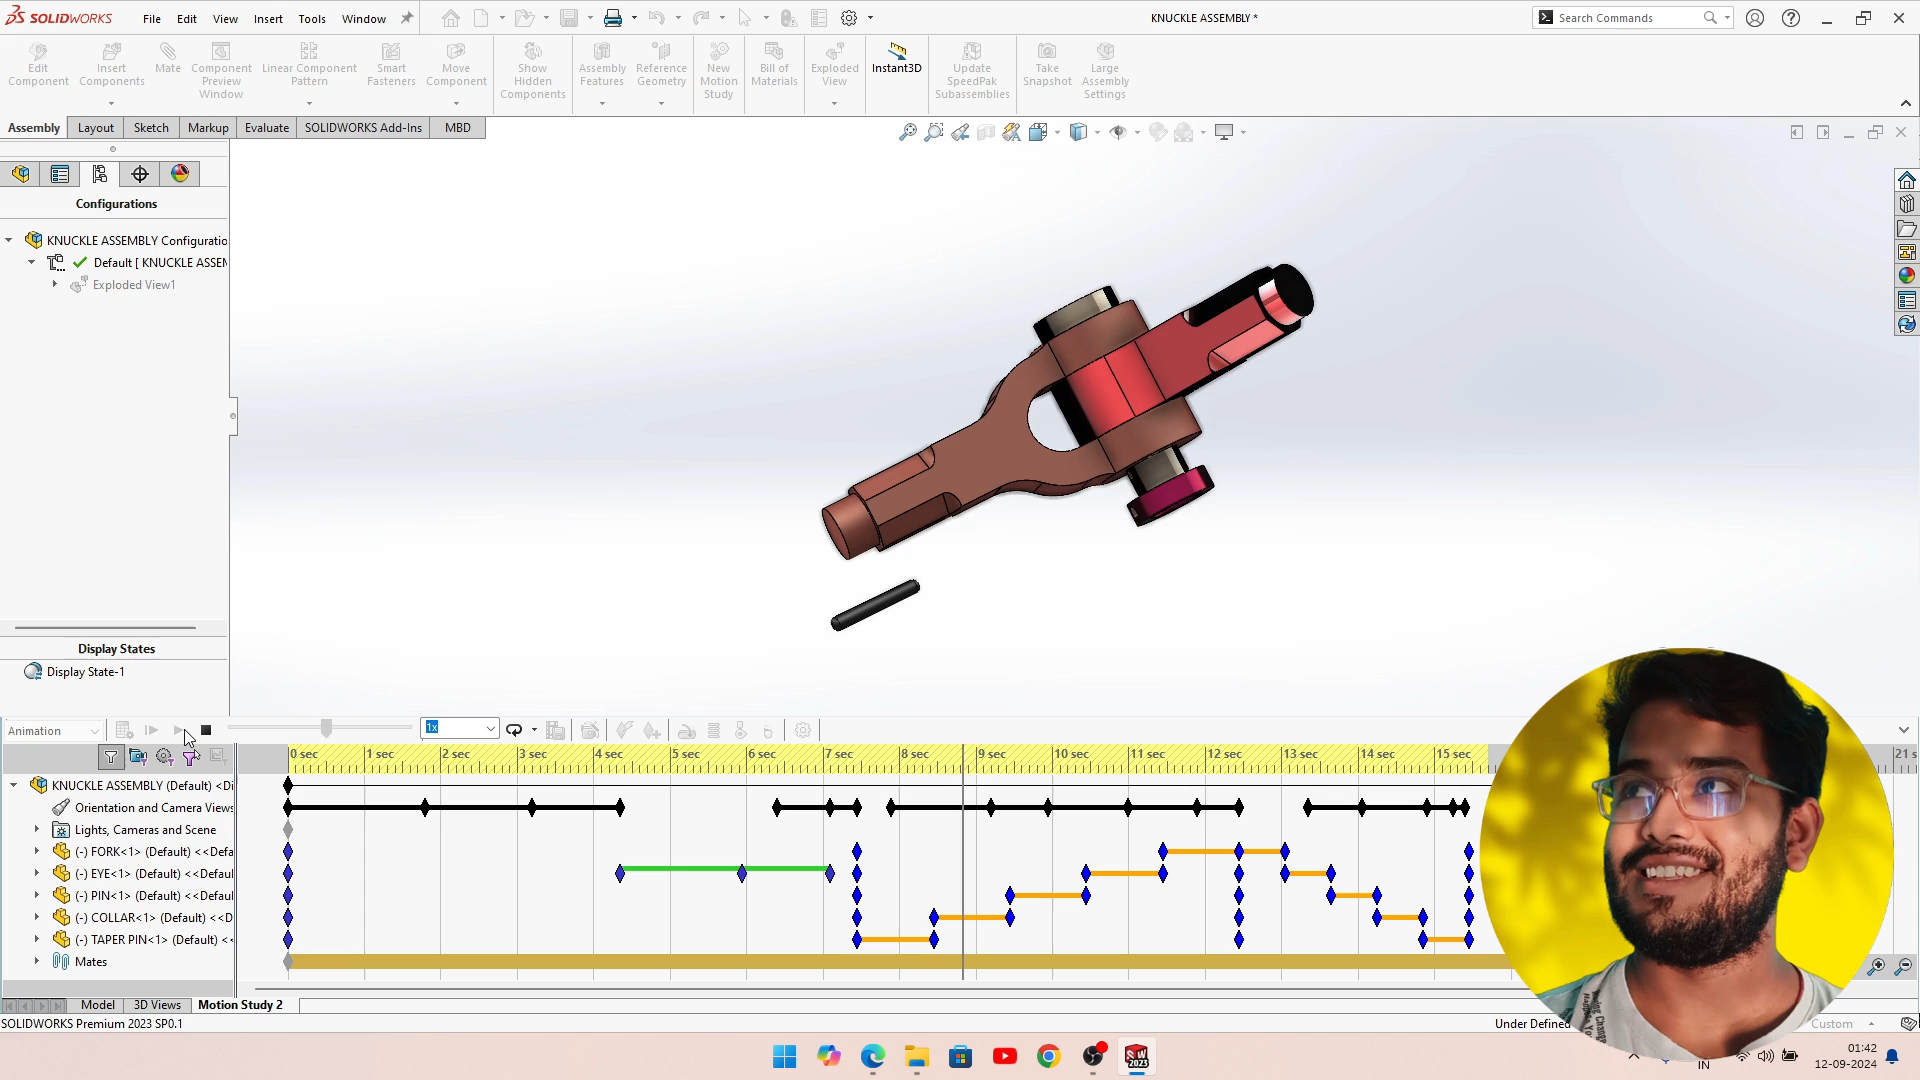 SOLIDWORKS File Edit View Insert Tools Window KNUCKLE ASSEMBLY * Search Commands
Edit Component
Insert Components
Mate
Component Preview Window
Linear Component Pattern
Smart Fasteners
Move Component
Show Hidden Components
Assembly Features
Reference Geometry
New Motion Study
Bill of Materials
Exploded View
Instant3D
Update SpeedPak Subassemblies
Take Snapshot
Large Assembly Settings
Assembly Layout Sketch Markup Evaluate SOLIDWORKS Add-Ins MBD
Configurations
KNUCKLE ASSEMBLY Configuratio
Default [ KNUCKLE ASSEM
Exploded View1
Display States
Display State-1
Animation 1x
0 sec 1 sec 2 sec 3 sec 4 sec 5 sec 6 sec 7 sec 8 sec 9 sec 10 sec 11 sec 12 sec 13 sec 14 sec 15 sec 21 s
KNUCKLE ASSEMBLY (Default) <Di
Orientation and Camera Views
Lights, Cameras and Scene
(-) FORK<1> (Default) <<Defa
(-) EYE<1> (Default) <<Defaul
(-) PIN<1> (Default) <<Defaul
(-) COLLAR<1> (Default) <<D
(-) TAPER PIN<1> (Default) <<
Mates
Model 3D Views Motion Study 2
SOLIDWORKS Premium 2023 SP0.1 Under Defined Custom
SW 2023
IN
01:42
12-09-2024